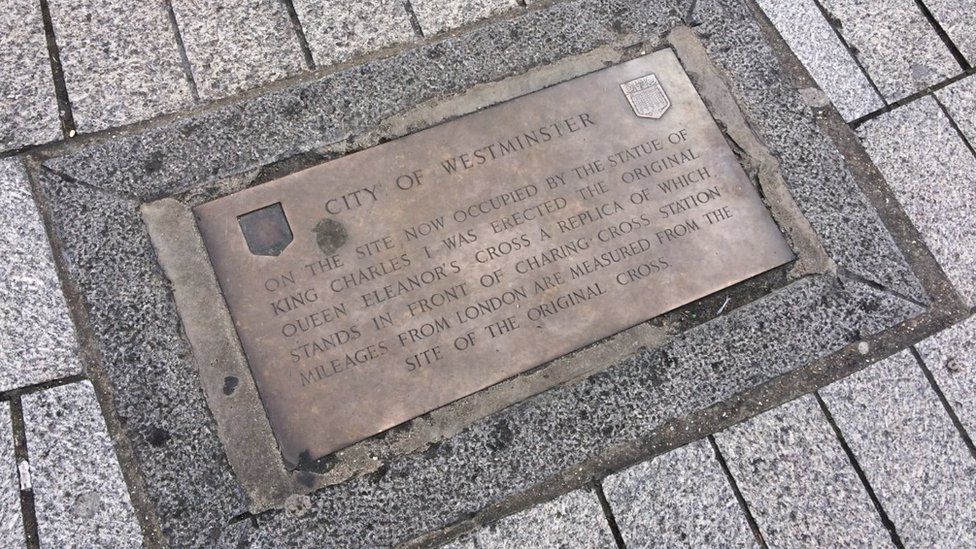 CITY OF WESTMINSTER
ON THE SITE NOW OCCUPIED BY THE STATUE OF
KING CHARLES I WAS ERECTED THE ORIGINAL
QUEEN ELEANOR'S CROSS A REPLICA OF WHICH
STANDS IN FRONT OF CHARING CROSS STATION
MILEAGES FROM LONDON ARE MEASURED FROM THE
SITE OF THE ORIGINAL CROSS.